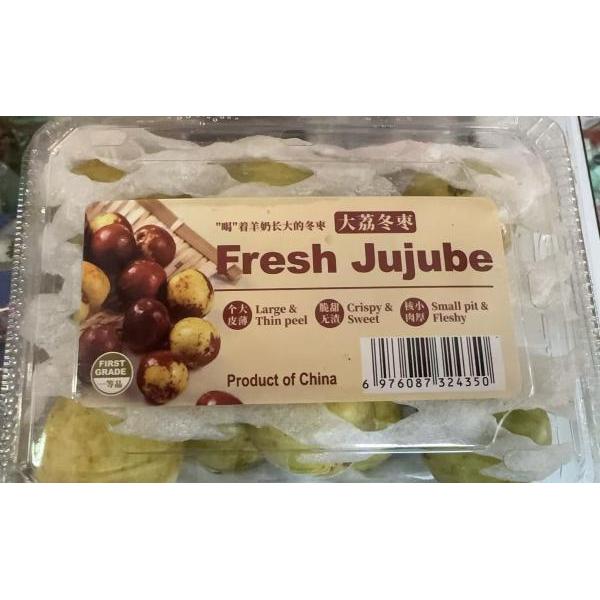 "喝"着羊奶长大的冬枣 大荔冬枣
Fresh Jujube
个大皮薄 Large & Thin peel
脆甜无渣 Crispy & Sweet
核小肉厚 Small pit & Fleshy
FIRST GRADE
一等品
Product of China
6 976087 324350